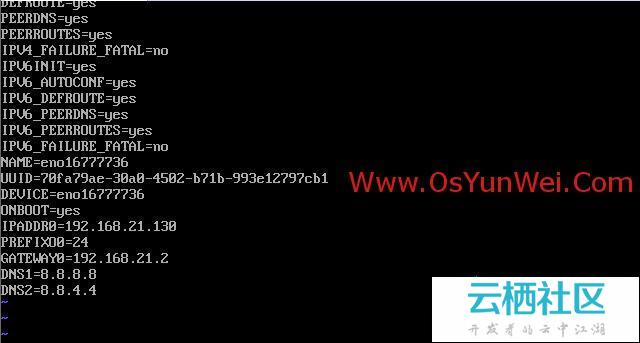 DEFROUTE=yes
PEERDNS=yes
PEERROUTES=yes
IPV4_FAILURE_FATAL=no
IPV6INIT=yes
IPV6_AUTOCONF=yes
IPV6_DEFROUTE=yes
IPV6_PEERDNS=yes
IPV6_PEERROUTES=yes
IPV6_FAILURE_FATAL=no
NAME=eno16777736
UUID=70fa79ae-30a0-4502-b71b-993e12797cb1
Www.OsYunWei.Com
DEVICE=eno16777736
ONBOOT=yes
IPADDR0=192.168.21.130
PREFIXO0=24
GATEWAY0=192.168.21.2
DNS1=8.8.8.8
DNS2=8.8.4.4
~
~
~
云栖社区
开发者的云中江湖